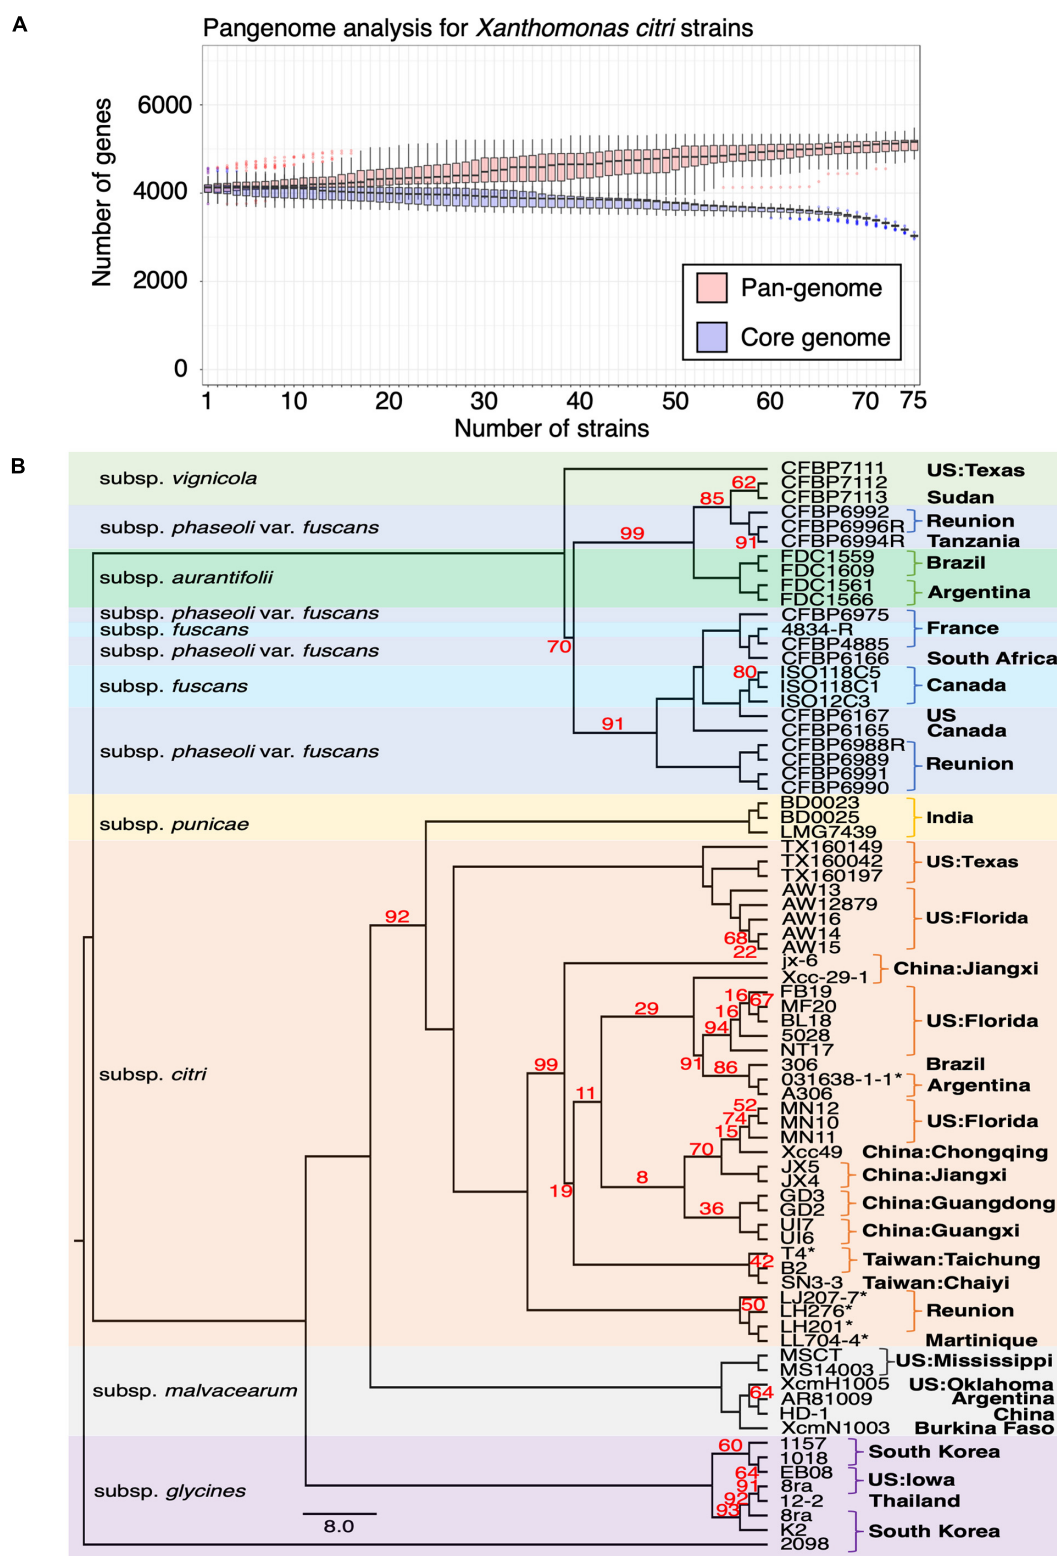 A
Pangenome analysis for Xanthomonas citri strains
Number of genes
6000
4000
2000
0
Pan-genome
Core genome
1 10 20 30 40 50 60 70 75
Number of strains
B
subsp. vignicola
subsp. phaseoli var. fuscans
subsp. aurantifolii
subsp. phaseoli var. fuscans
subsp. fuscans
subsp. phaseoli var. fuscans
subsp. fuscans
subsp. phaseoli var. fuscans
subsp. punicae
subsp. citri
subsp. malvacearum
subsp. glycines
8.0
62
85
99
91
70
80
91
92
68
22
16
67
16
29
94
91
86
99
11
52
74
15
70
8
19
36
42
50
64
60
64
91
92
93
CFBP7111 US:Texas
CFBP7112
CFBP7113 Sudan
CFBP6992
CFBP6996R Reunion
CFBP6994R Tanzania
FDC1559 Brazil
FDC1609
FDC1561 Argentina
FDC1566
CFBP6975
4834-R France
CFBP4885
CFBP6166 South Africa
ISO118C5
ISO118C1 Canada
ISO12C3
CFBP6167 US
CFBP6165 Canada
CFBP6988R
CFBP6989 Reunion
CFBP6991
CFBP6990
BD0023
BD0025 India
LMG7439
TX160149
TX160042 US:Texas
TX160197
AW13
AW12879
AW16 US:Florida
AW14
AW15
jx-6 China:Jiangxi
Xcc-29-1
FB19
MF20
BL18 US:Florida
5028
NT17
306 Brazil
031638-1-1* Argentina
A306
MN12
MN10 US:Florida
MN11
Xcc49 China:Chongqing
JX5 China:Jiangxi
JX4
GD3 China:Guangdong
GD2
UI7 China:Guangxi
UI6
T4* Taiwan:Taichung
B2
SN3-3 Taiwan:Chaiyi
LJ207-7*
LH276* Reunion
LH201*
LL704-4* Martinique
MSCT US:Mississippi
MS14003
XcmH1005 US:Oklahoma
AR81009 Argentina
HD-1 China
XcmN1003 Burkina Faso
1157 South Korea
1018
EB08 US:Iowa
8ra
12-2 Thailand
8ra
K2 South Korea
2098